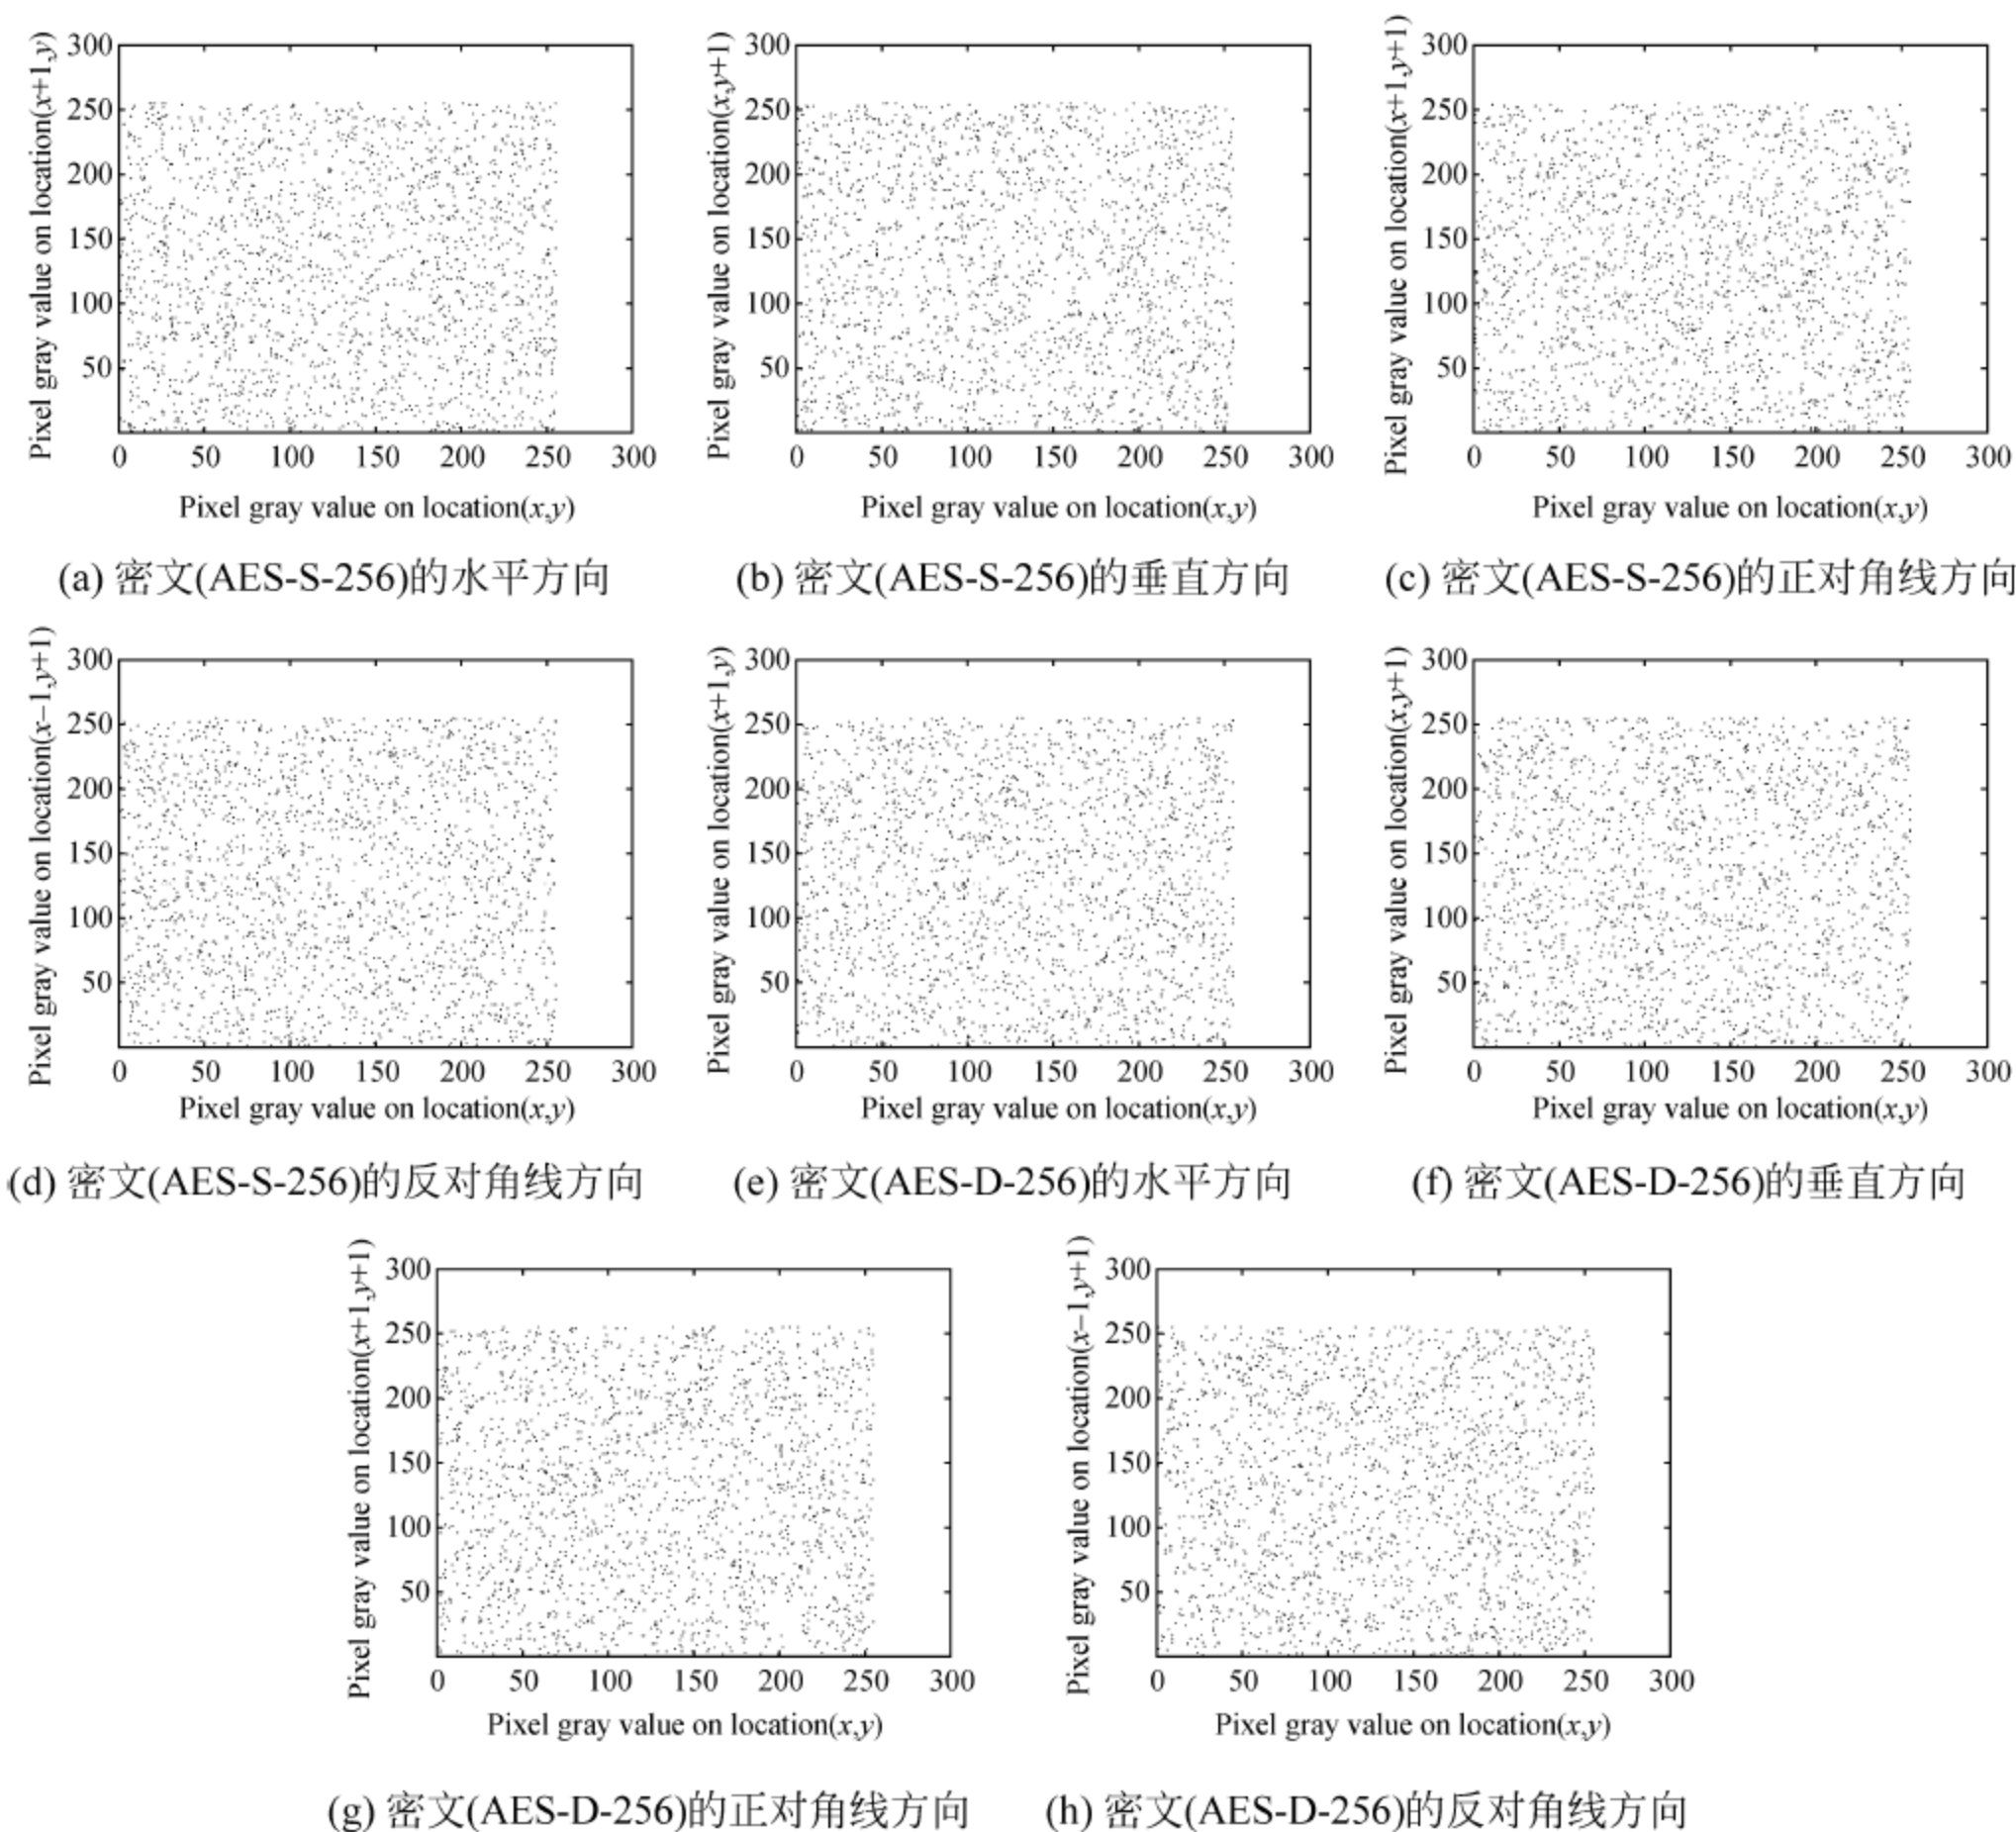 Pixel gray value on location(x+1,y)
300
250
200
150
100
50
0 50 100 150 200 250 300
Pixel gray value on location(x,y)
(a) 密文(AES-S-256)的水平方向
Pixel gray value on location(x,y+1)
300
250
200
150
100
50
0 50 100 150 200 250 300
Pixel gray value on location(x,y)
(b) 密文(AES-S-256)的垂直方向
Pixel gray value on location(x+1,y+1)
300
250
200
150
100
50
0 50 100 150 200 250 300
Pixel gray value on location(x,y)
(c) 密文(AES-S-256)的正对角线方向
Pixel gray value on location(x−1,y+1)
300
250
200
150
100
50
0 50 100 150 200 250 300
Pixel gray value on location(x,y)
(d) 密文(AES-S-256)的反对角线方向
Pixel gray value on location(x+1,y)
300
250
200
150
100
50
0 50 100 150 200 250 300
Pixel gray value on location(x,y)
(e) 密文(AES-D-256)的水平方向
Pixel gray value on location(x,y+1)
300
250
200
150
100
50
0 50 100 150 200 250 300
Pixel gray value on location(x,y)
(f) 密文(AES-D-256)的垂直方向
Pixel gray value on location(x+1,y+1)
300
250
200
150
100
50
0 50 100 150 200 250 300
Pixel gray value on location(x,y)
(g) 密文(AES-D-256)的正对角线方向
Pixel gray value on location(x−1,y+1)
300
250
200
150
100
50
0 50 100 150 200 250 300
Pixel gray value on location(x,y)
(h) 密文(AES-D-256)的反对角线方向